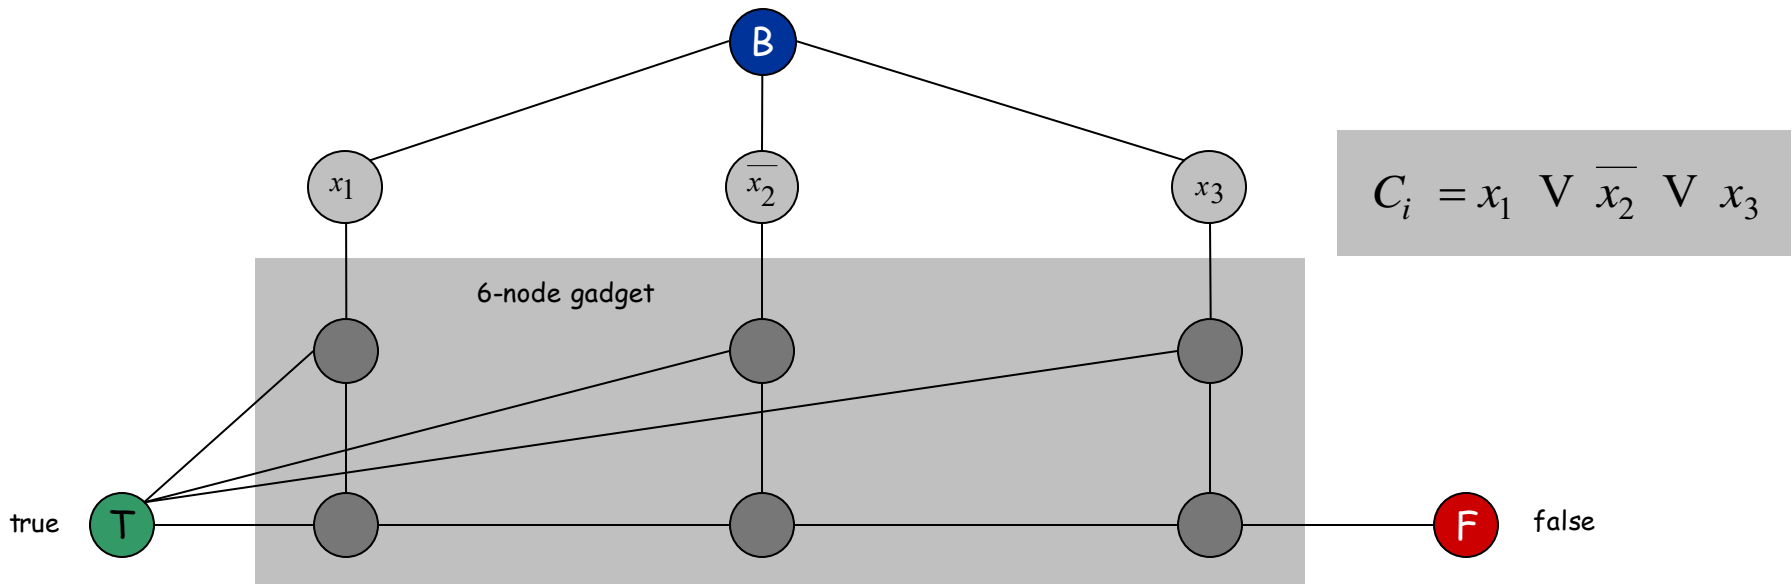 B
x₁
x̅₂
x₃
Cᵢ = x₁ V x̅₂ V x₃
6-node gadget
true
T
F
false